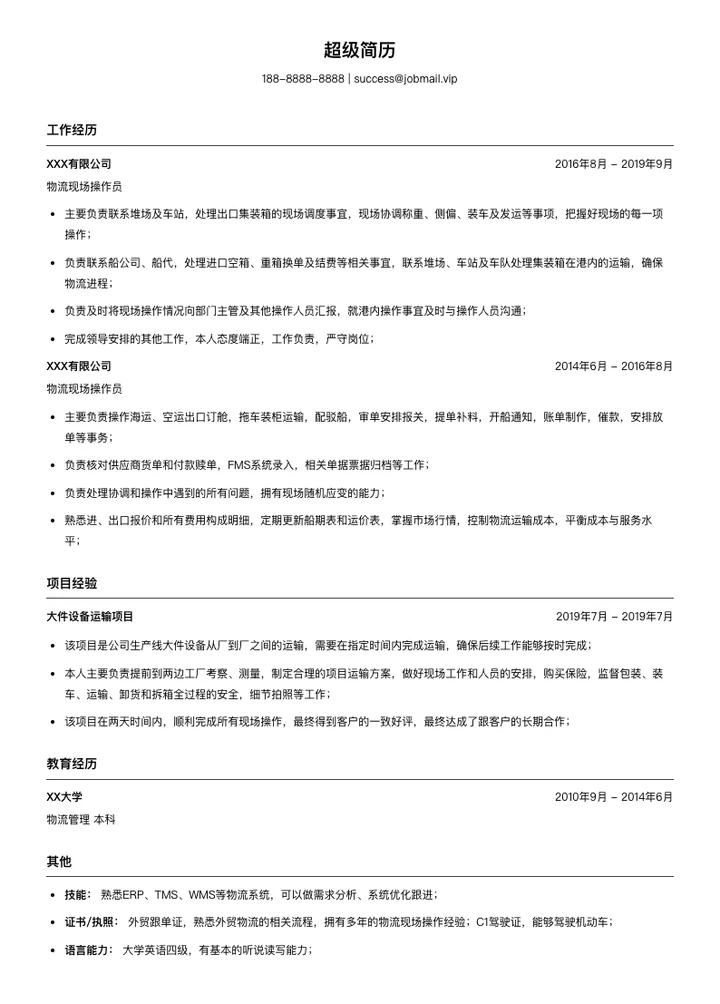 超级简历
188-8888-8888 | success@jobmail.vip
工作经历
XXX有限公司 2016年8月 – 2019年9月
物流现场操作员
• 主要负责联系堆场及车站，处理出口集装箱的现场调度事宜，现场协调称重、侧偏、装车及发运等事项，把握好现场的每一项
操作；
• 负责联系船公司、船代，处理进口空箱、重箱换单及结费等相关事宜，联系堆场、车站及车队处理集装箱在港内的运输，确保
物流进程；
• 负责及时将现场操作情况向部门主管及其他操作人员汇报，就港内操作事宜及时与操作人员沟通；
• 完成领导安排的其他工作，本人态度端正，工作负责，严守岗位；
XXX有限公司 2014年6月 – 2016年8月
物流现场操作员
• 主要负责操作海运、空运出口订舱，拖车装柜运输，配驳船，审单安排报关，提单补料，开船通知，账单制作，催款，安排放
单等事务；
• 负责核对供应商货单和付款赎单，FMS系统录入，相关单据票据归档等工作；
• 负责处理协调和操作中遇到的所有问题，拥有现场随机应变的能力；
• 熟悉进、出口报价和所有费用构成明细，定期更新船期表和运价表，掌握市场行情，控制物流运输成本，平衡成本与服务水
平；
项目经验
大件设备运输项目 2019年7月 – 2019年7月
• 该项目是公司生产线大件设备从厂到厂之间的运输，需要在指定时间内完成运输，确保后续工作能够按时完成；
• 本人主要负责提前到两边工厂考察、测量，制定合理的项目运输方案，做好现场工作和人员的安排，购买保险，监督包装、装
车、运输、卸货和拆箱全过程的安全，细节拍照等工作；
• 该项目在两天时间内，顺利完成所有现场操作，最终得到客户的一致好评，最终达成了跟客户的长期合作；
教育经历
XX大学 2010年9月 – 2014年6月
物流管理 本科
其他
• 技能： 熟悉ERP、TMS、WMS等物流系统，可以做需求分析、系统优化跟进；
• 证书/执照： 外贸跟单证，熟悉外贸物流的相关流程，拥有多年的物流现场操作经验；C1驾驶证，能够驾驶机动车；
• 语言能力： 大学英语四级，有基本的听说读写能力；